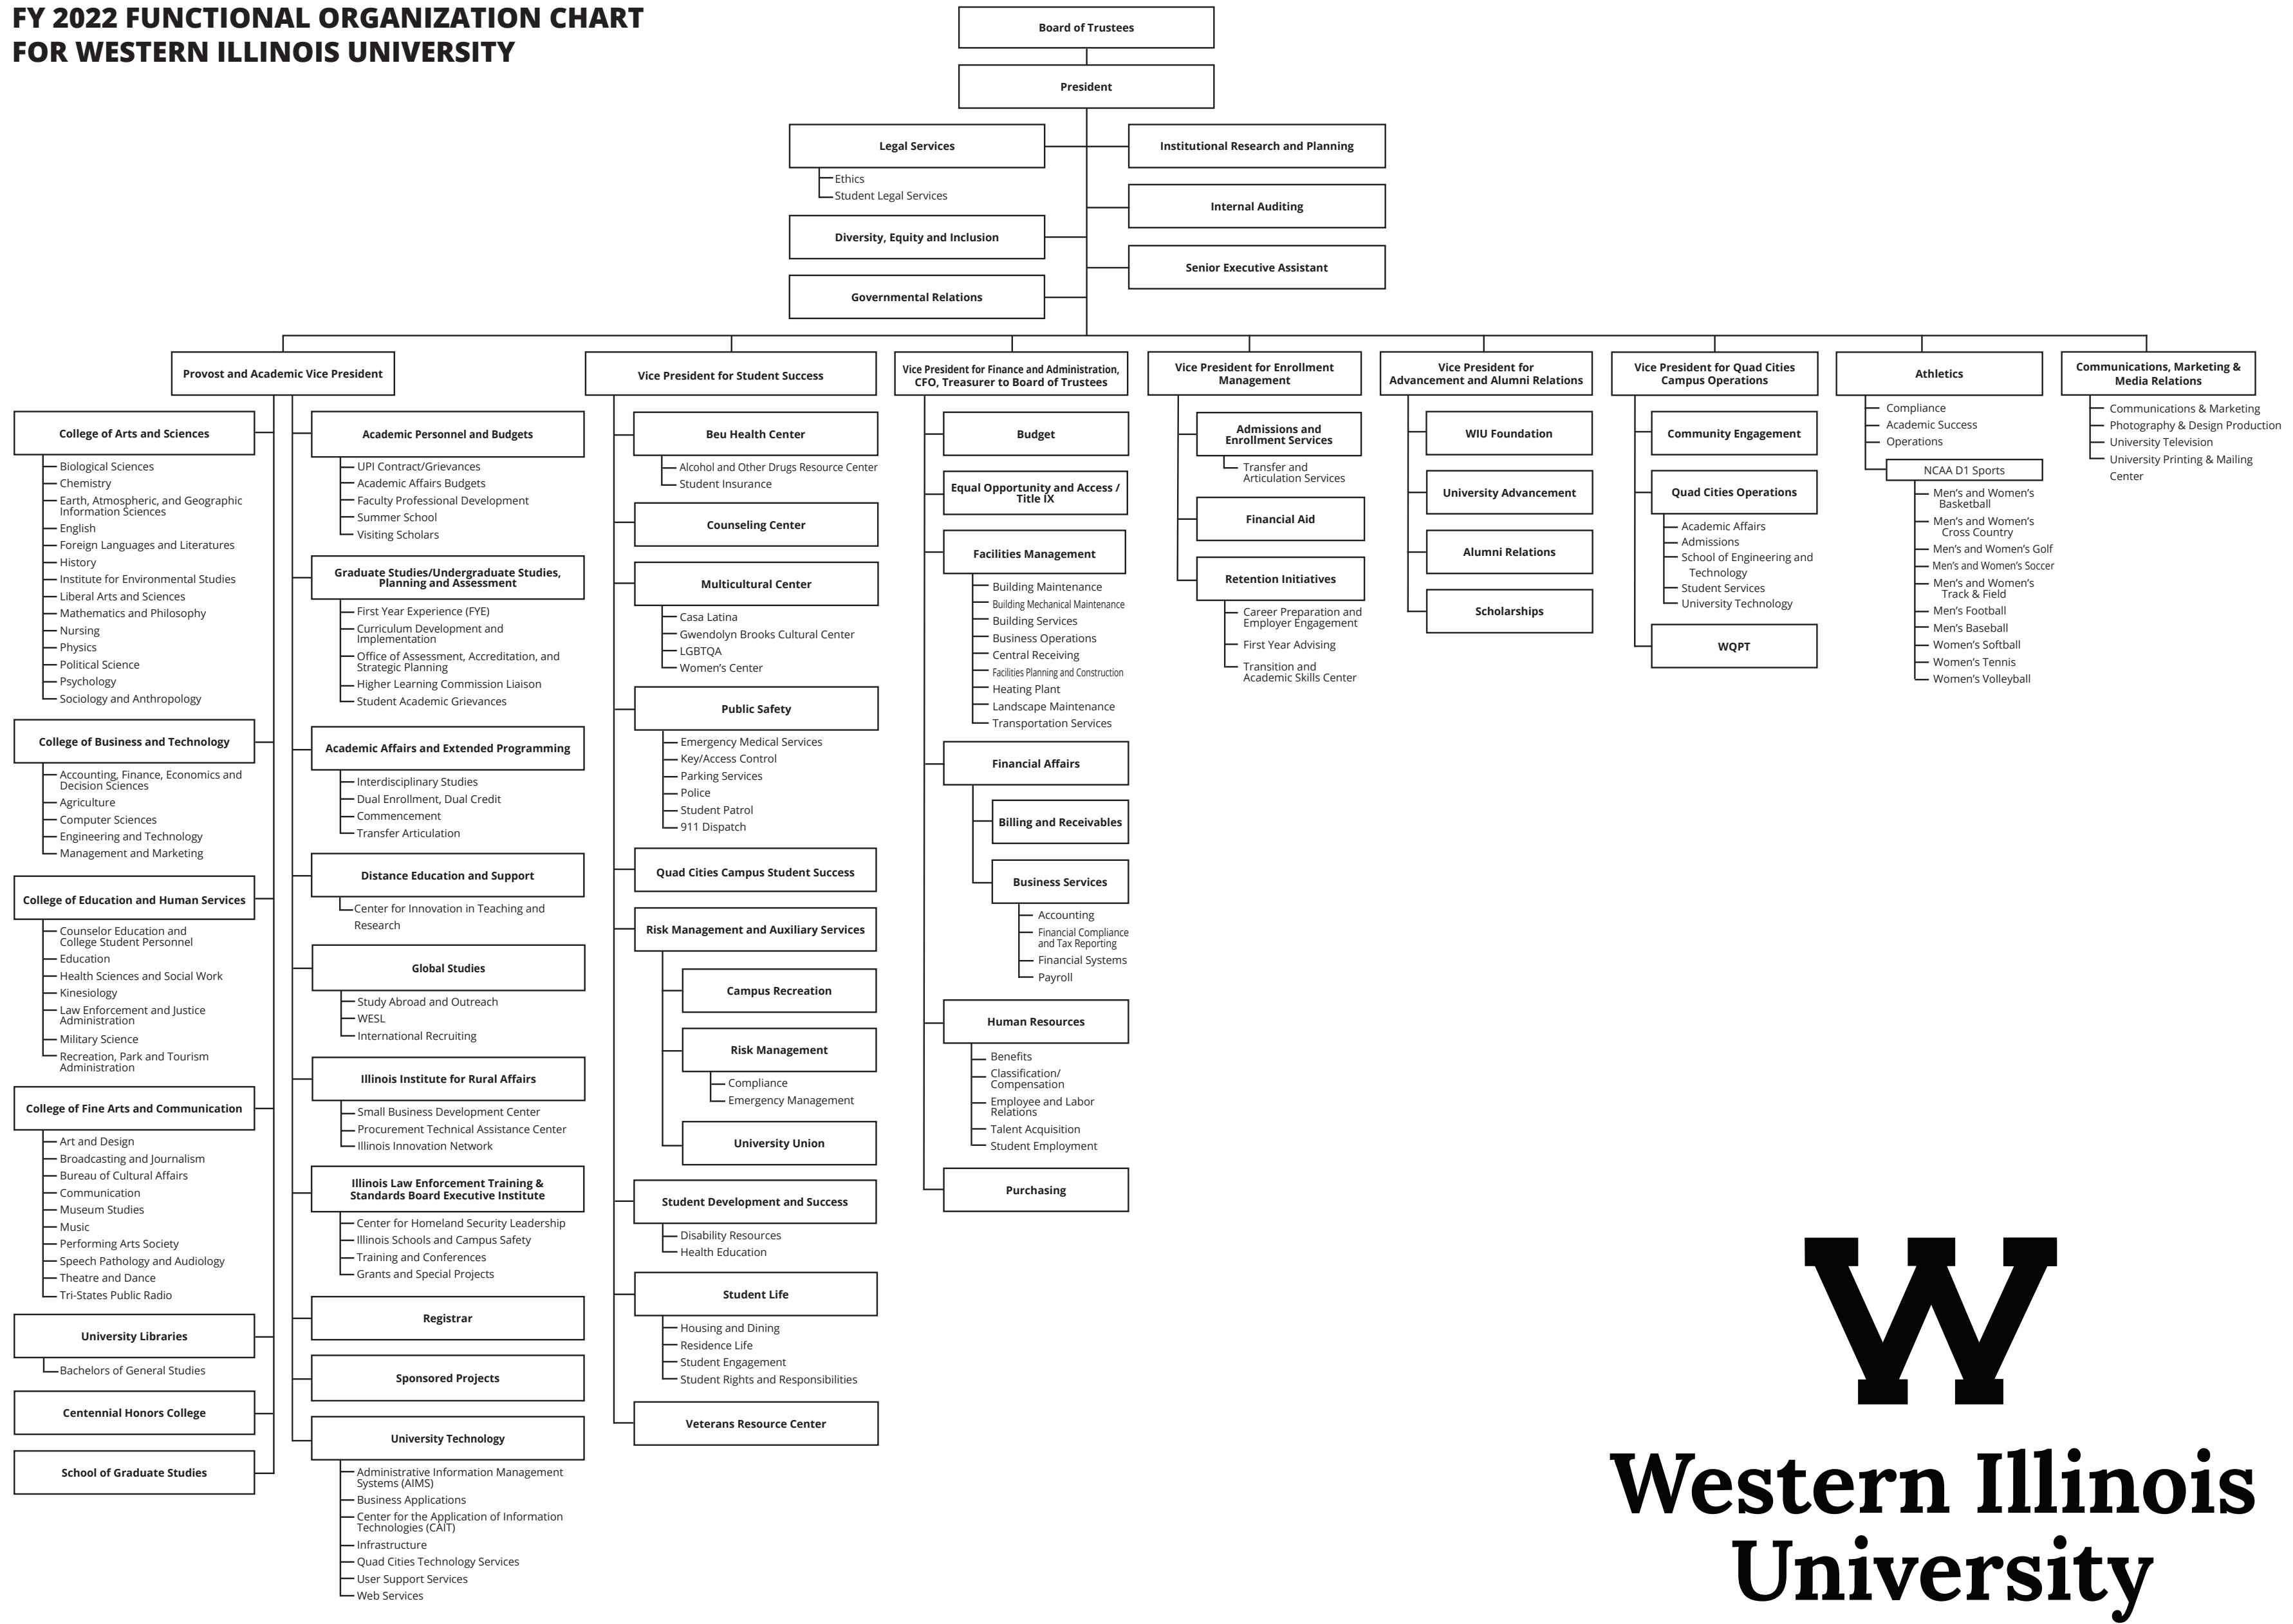 FY 2022 FUNCTIONAL ORGANIZATION CHART
FOR WESTERN ILLINOIS UNIVERSITY
Board of Trustees
President
Legal Services
Ethics
Student Legal Services
Institutional Research and Planning
Internal Auditing
Diversity, Equity and Inclusion
Senior Executive Assistant
Governmental Relations
Provost and Academic Vice President
College of Arts and Sciences
Biological Sciences
Chemistry
Earth, Atmospheric, and Geographic
Information Sciences
English
Foreign Languages and Literatures
History
Institute for Environmental Studies
Liberal Arts and Sciences
Mathematics and Philosophy
Nursing
Physics
Political Science
Psychology
Sociology and Anthropology
College of Business and Technology
Accounting, Finance, Economics and
Decision Sciences
Agriculture
Computer Sciences
Engineering and Technology
Management and Marketing
College of Education and Human Services
Counselor Education and
College Student Personnel
Education
Health Sciences and Social Work
Kinesiology
Law Enforcement and Justice
Administration
Military Science
Recreation, Park and Tourism
Administration
College of Fine Arts and Communication
Art and Design
Broadcasting and Journalism
Bureau of Cultural Affairs
Communication
Museum Studies
Music
Performing Arts Society
Speech Pathology and Audiology
Theatre and Dance
Tri-States Public Radio
University Libraries
Bachelors of General Studies
Centennial Honors College
School of Graduate Studies
Academic Personnel and Budgets
UPI Contract/Grievances
Academic Affairs Budgets
Faculty Professional Development
Summer School
Visiting Scholars
Graduate Studies/Undergraduate Studies,
Planning and Assessment
First Year Experience (FYE)
Curriculum Development and
Implementation
Office of Assessment, Accreditation, and
Strategic Planning
Higher Learning Commission Liaison
Student Academic Grievances
Academic Affairs and Extended Programming
Interdisciplinary Studies
Dual Enrollment, Dual Credit
Commencement
Transfer Articulation
Distance Education and Support
Center for Innovation in Teaching and
Research
Global Studies
Study Abroad and Outreach
WESL
International Recruiting
Illinois Institute for Rural Affairs
Small Business Development Center
Procurement Technical Assistance Center
Illinois Innovation Network
Illinois Law Enforcement Training &
Standards Board Executive Institute
Center for Homeland Security Leadership
Illinois Schools and Campus Safety
Training and Conferences
Grants and Special Projects
Registrar
Sponsored Projects
University Technology
Administrative Information Management
Systems (AIMS)
Business Applications
Center for the Application of Information
Technologies (CAIT)
Infrastructure
Quad Cities Technology Services
User Support Services
Web Services
Vice President for Student Success
Beu Health Center
Alcohol and Other Drugs Resource Center
Student Insurance
Counseling Center
Multicultural Center
Casa Latina
Gwendolyn Brooks Cultural Center
LGBTQA
Women's Center
Public Safety
Emergency Medical Services
Key/Access Control
Parking Services
Police
Student Patrol
911 Dispatch
Quad Cities Campus Student Success
Risk Management and Auxiliary Services
Campus Recreation
Risk Management
Compliance
Emergency Management
University Union
Student Development and Success
Disability Resources
Health Education
Student Life
Housing and Dining
Residence Life
Student Engagement
Student Rights and Responsibilities
Veterans Resource Center
Vice President for Finance and Administration,
CFO, Treasurer to Board of Trustees
Budget
Equal Opportunity and Access /
Title IX
Facilities Management
Building Maintenance
Building Mechanical Maintenance
Building Services
Business Operations
Central Receiving
Facilities Planning and Construction
Heating Plant
Landscape Maintenance
Transportation Services
Financial Affairs
Billing and Receivables
Business Services
Accounting
Financial Compliance
and Tax Reporting
Financial Systems
Payroll
Human Resources
Benefits
Classification/
Compensation
Employee and Labor
Relations
Talent Acquisition
Student Employment
Purchasing
Vice President for Enrollment
Management
Admissions and
Enrollment Services
Transfer and
Articulation Services
Financial Aid
Retention Initiatives
Career Preparation and
Employer Engagement
First Year Advising
Transition and
Academic Skills Center
Vice President for
Advancement and Alumni Relations
WIU Foundation
University Advancement
Alumni Relations
Scholarships
Vice President for Quad Cities
Campus Operations
Community Engagement
Quad Cities Operations
Academic Affairs
Admissions
School of Engineering and
Technology
Student Services
University Technology
WQPT
Athletics
Compliance
Academic Success
Operations
NCAA D1 Sports
Men's and Women's
Basketball
Men's and Women's
Cross Country
Men's and Women's Golf
Men's and Women's Soccer
Men's and Women's
Track & Field
Men's Football
Men's Baseball
Women's Softball
Women's Tennis
Women's Volleyball
Communications, Marketing &
Media Relations
Communications & Marketing
Photography & Design Production
University Television
University Printing & Mailing
Center
W
Western Illinois
University